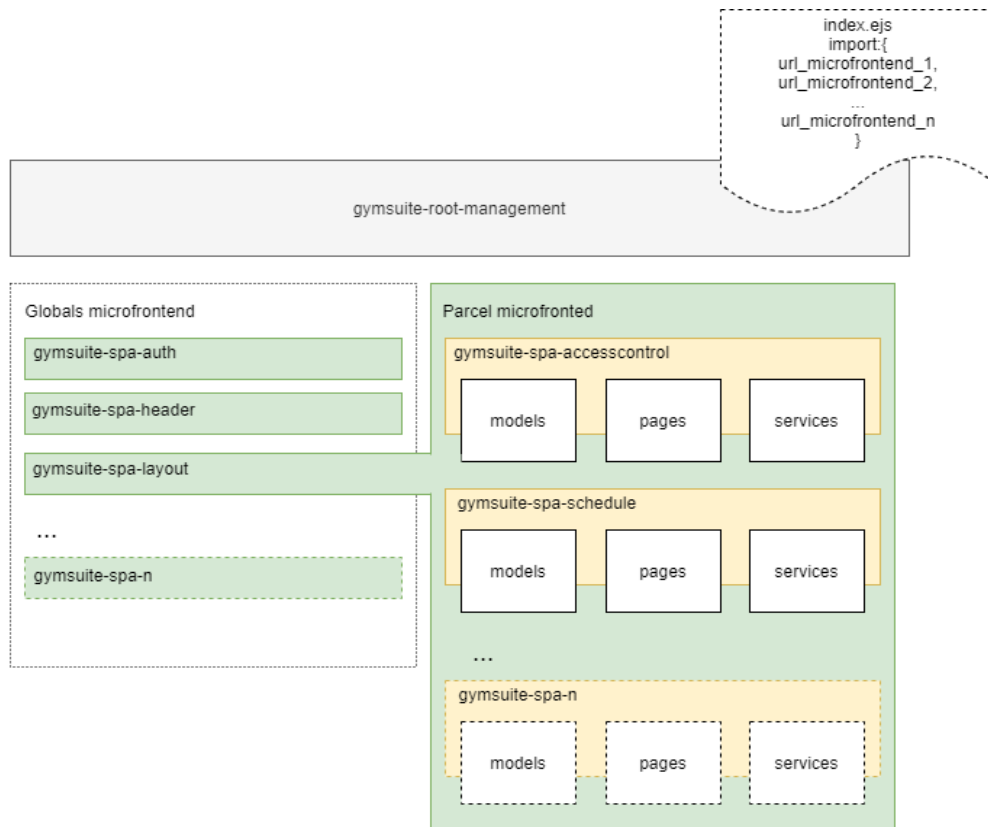 index.ejs
import:{
url_microfrontend_1,
url_microfrontend_2,
...
url_microfrontend_n
}
gymsuite-root-management
Globals microfrontend
gymsuite-spa-auth
gymsuite-spa-header
gymsuite-spa-layout
...
gymsuite-spa-n
Parcel microfronted
gymsuite-spa-accesscontrol
models pages services
gymsuite-spa-schedule
models pages services
...
gymsuite-spa-n
models pages services